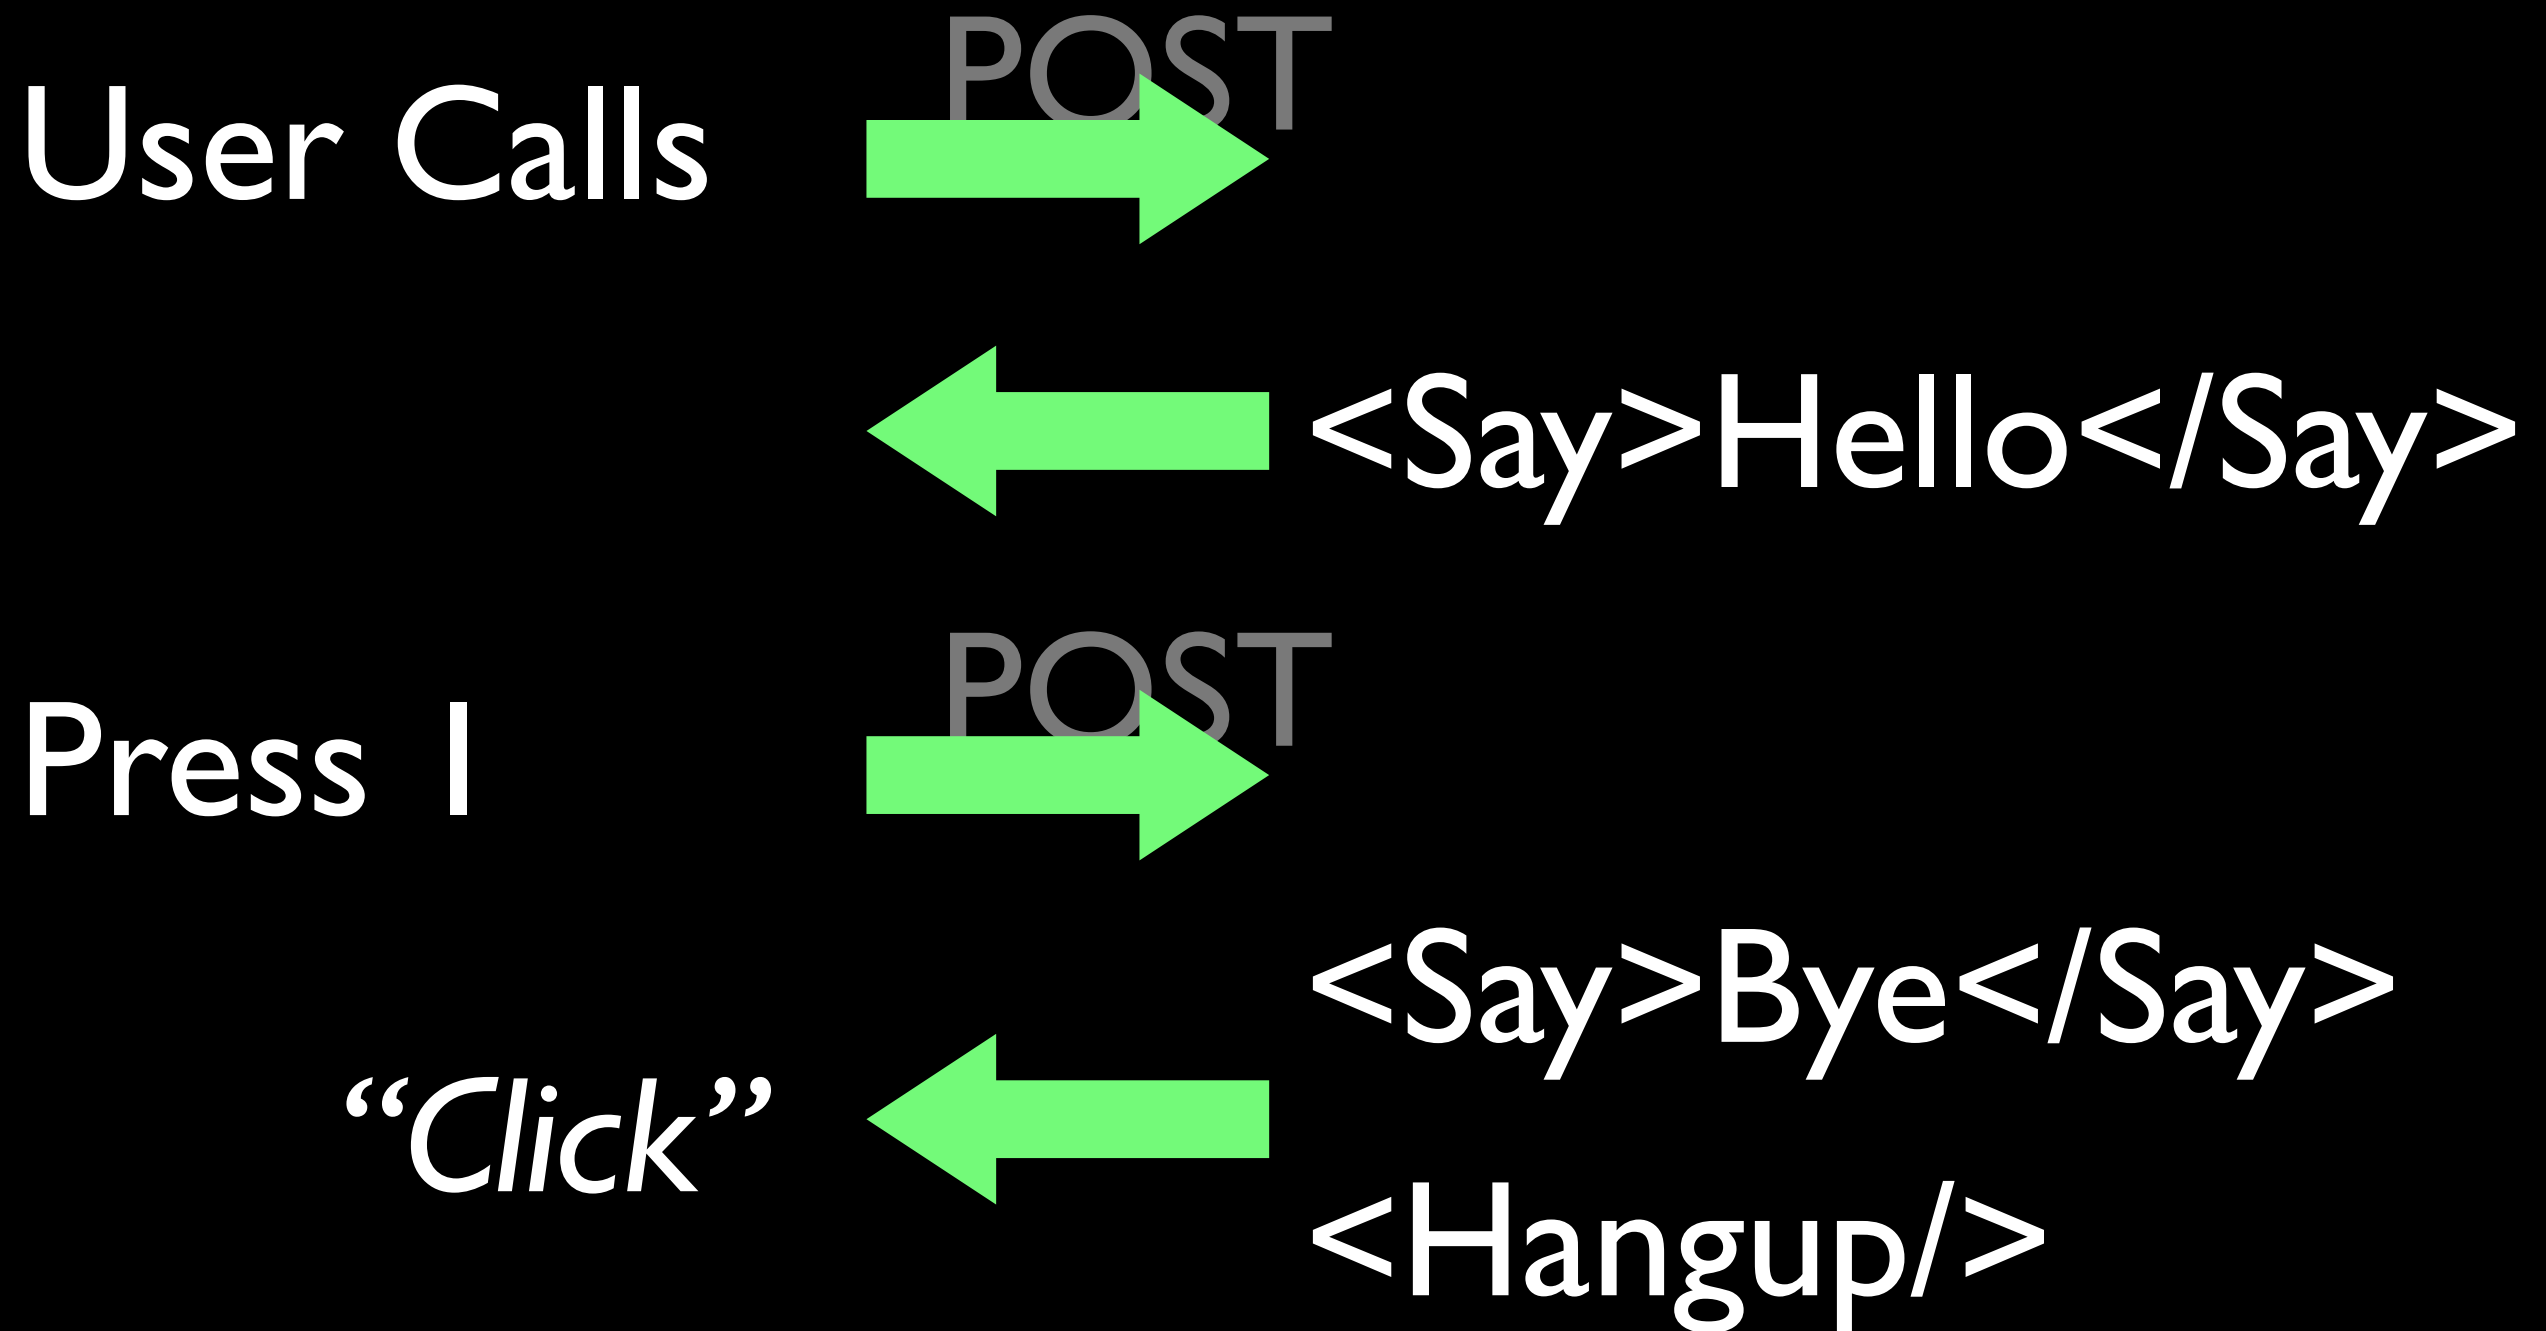 POST
User Calls
<Say>Hello</Say>
POST
Press 1
<Say>Bye</Say>
“Click”
<Hangup/>